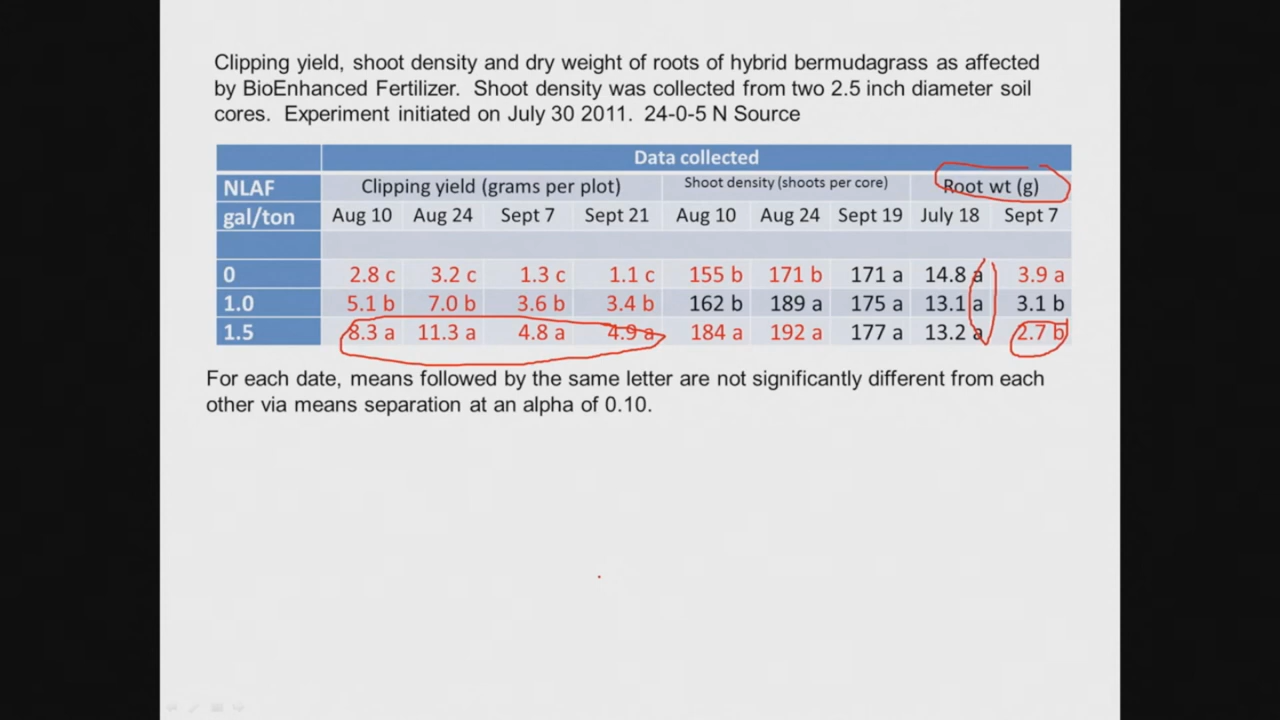 Clipping yield, shoot density and dry weight of roots of hybrid bermudagrass as affected
by BioEnhanced Fertilizer. Shoot density was collected from two 2.5 inch diameter soil
cores. Experiment initiated on July 30 2011. 24-0-5 N Source
Data collected
NLAF Clipping yield (grams per plot) Shoot density (shoots per core) Root wt (g)
gal/ton Aug 10 Aug 24 Sept 7 Sept 21 Aug 10 Aug 24 Sept 19 July 18 Sept 7
0 2.8 c 3.2 c 1.3 c 1.1 c 155 b 171 b 171 a 14.8 a 3.9 a
1.0 5.1 b 7.0 b 3.6 b 3.4 b 162 b 189 a 175 a 13.1 a 3.1 b
1.5 8.3 a 11.3 a 4.8 a 4.9 a 184 a 192 a 177 a 13.2 a 2.7 b
For each date, means followed by the same letter are not significantly different from each
other via means separation at an alpha of 0.10.